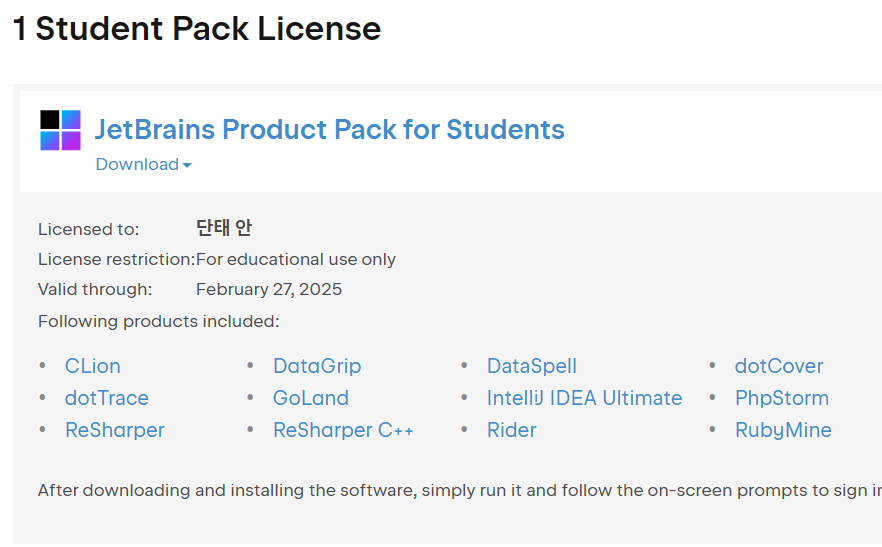 1 Student Pack License
JetBrains Product Pack for Students
Download
Licensed to: 단태 안
License restriction:For educational use only
Valid through: February 27, 2025
Following products included:
• CLion • DataGrip • DataSpell • dotCover
• dotTrace • GoLand • IntelliJ IDEA Ultimate • PhpStorm
• ReSharper • ReSharper C++ • Rider • RubyMine
After downloading and installing the software, simply run it and follow the on-screen prompts to sign